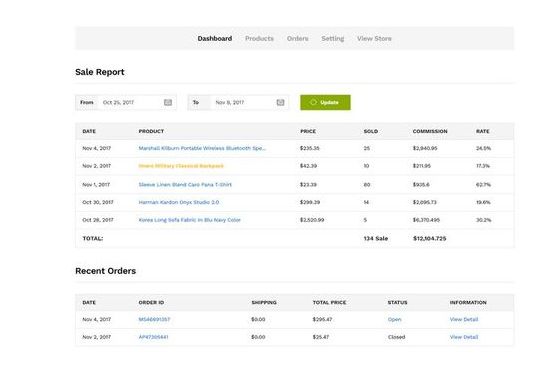 Dashboard Products Orders Setting View Store
Sale Report
From Oct 25, 2017 To Nov 8, 2017 Update
DATE PRODUCT PRICE SOLD COMMISSION RATE
Nov 4, 2017 Marshall Kilburn Portable Wireless Bluetooth Spe... $235.35 25 $2,940.95 24.5%
Nov 2, 2017 Military Classical Backpack $42.39 10 $211.95 17.3%
Nov 1, 2017 Sleeve Linen Blend Caro Pana T-Shirt $23.39 80 $935.6 62.7%
Oct 30, 2017 Harman Kardon Onyx Studio 2.0 $299.39 14 $2,095.73 19.6%
Oct 28, 2017 Korea Long Sofa Fabric In Blu Navy Color $2,520.99 5 $6,370.495 30.2%
TOTAL: 134 Sale $12,104.725
Recent Orders
DATE ORDER ID SHIPPING TOTAL PRICE STATUS INFORMATION
Nov 4, 2017 MS46891357 $0.00 $295.47 Open View Detail
Nov 2, 2017 AP47305441 $0.00 $25.47 Closed View Detail